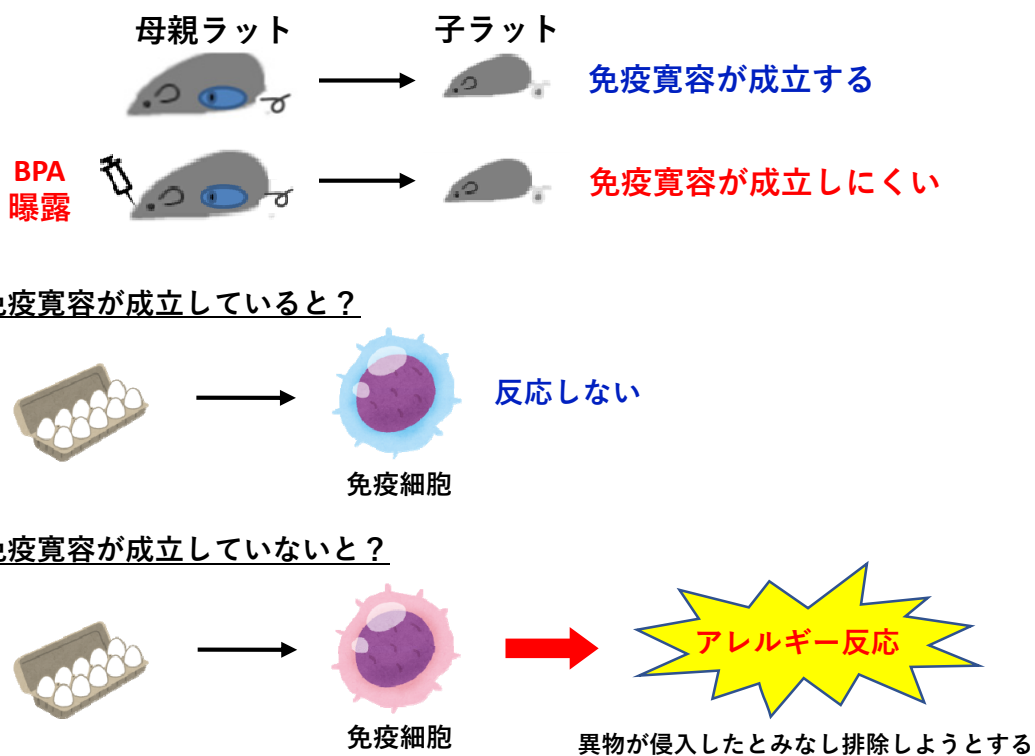 母親ラット
子ラット
免疫寛容が成立する
BPA
曝露
免疫寛容が成立しにくい
免疫寛容が成立していると？
反応しない
免疫細胞
免疫寛容が成立していないと？
アレルギー反応
免疫細胞
異物が侵入したとみなし排除しようとする